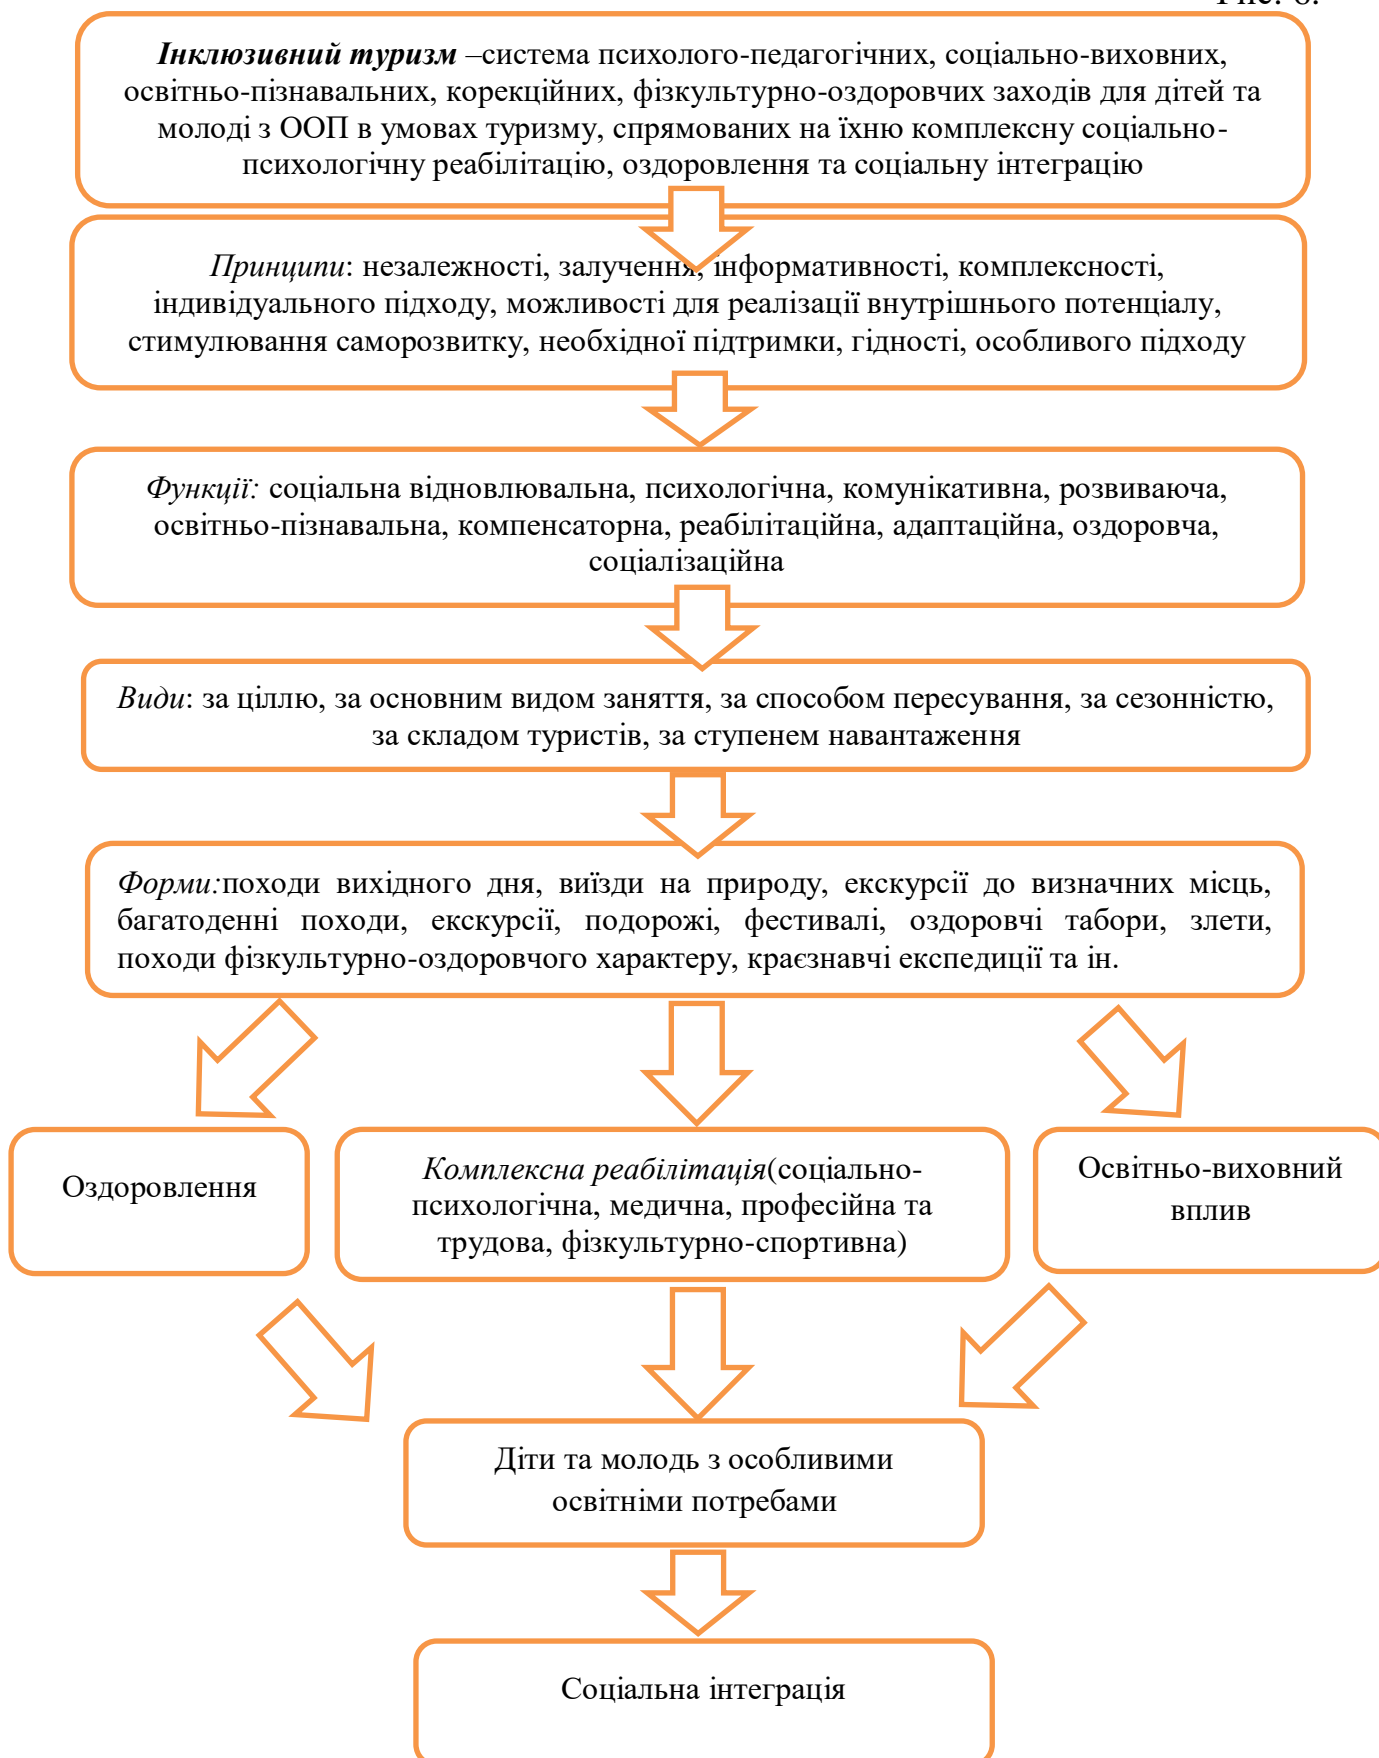 Інклюзивний туризм –система психолого-педагогічних, соціально-виховних,
освітньо-пізнавальних, корекційних, фізкультурно-оздоровчих заходів для дітей та
молоді з ООП в умовах туризму, спрямованих на їхню комплексну соціально-
психологічну реабілітацію, оздоровлення та соціальну інтеграцію
Принципи: незалежності, залучення, інформативності, комплексності,
індивідуального підходу, можливості для реалізації внутрішнього потенціалу,
стимулювання саморозвитку, необхідної підтримки, гідності, особливого підходу
Функції: соціальна відновлювальна, психологічна, комунікативна, розвиваюча,
освітньо-пізнавальна, компенсаторна, реабілітаційна, адаптаційна, оздоровча,
соціалізаційна
Види: за ціллю, за основним видом заняття, за способом пересування, за сезонністю,
за складом туристів, за ступенем навантаження
Форми:походи вихідного дня, виїзди на природу, екскурсії до визначних місць,
багатоденні походи, екскурсії, подорожі, фестивалі, оздоровчі табори, злети,
походи фізкультурно-оздоровчого характеру, краєзнавчі експедиції та ін.
Оздоровлення
Комплексна реабілітація(соціально-
психологічна, медична, професійна та
трудова, фізкультурно-спортивна)
Освітньо-виховний
вплив
Діти та молодь з особливими
освітніми потребами
Соціальна інтеграція